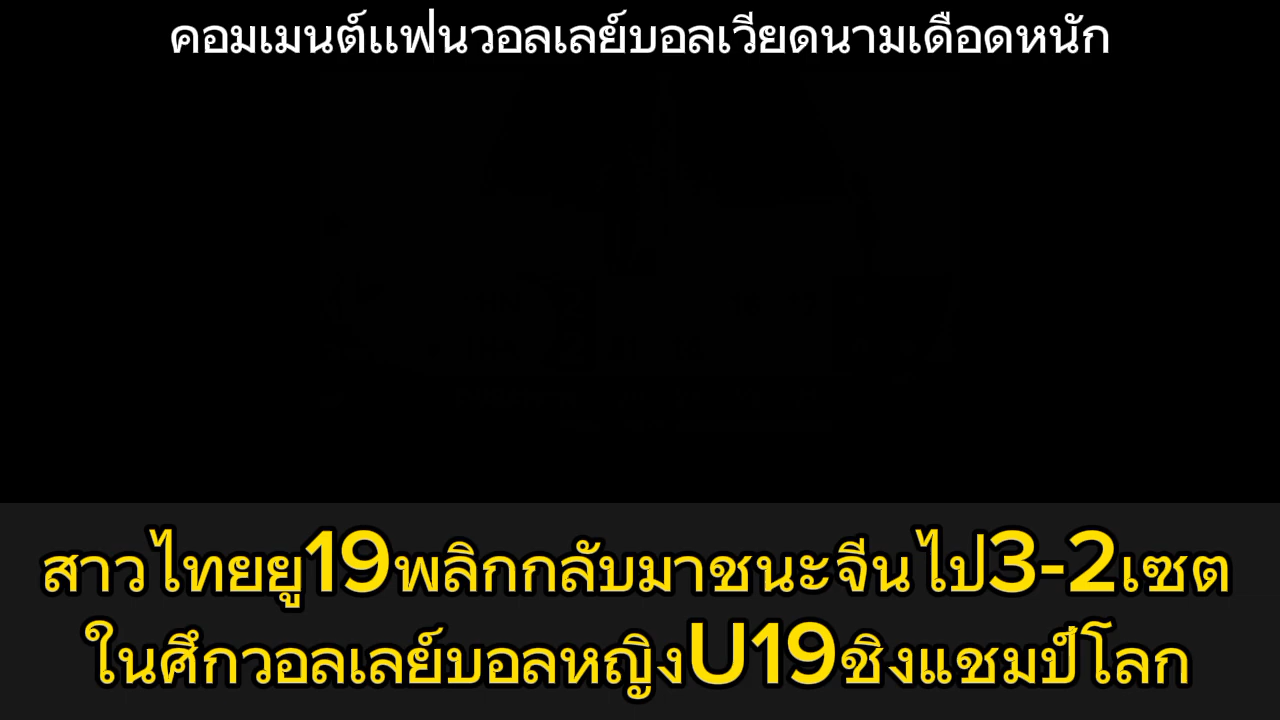 คอมเมนต์แฟนวอลเลย์บอลเวียดนามเดือดหนัก
สาวไทยยู19พลิกกลับมาชนะจีนไป3-2เซต
ในศึกวอลเลย์บอลหญิงU19ชิงแชมป์โลก